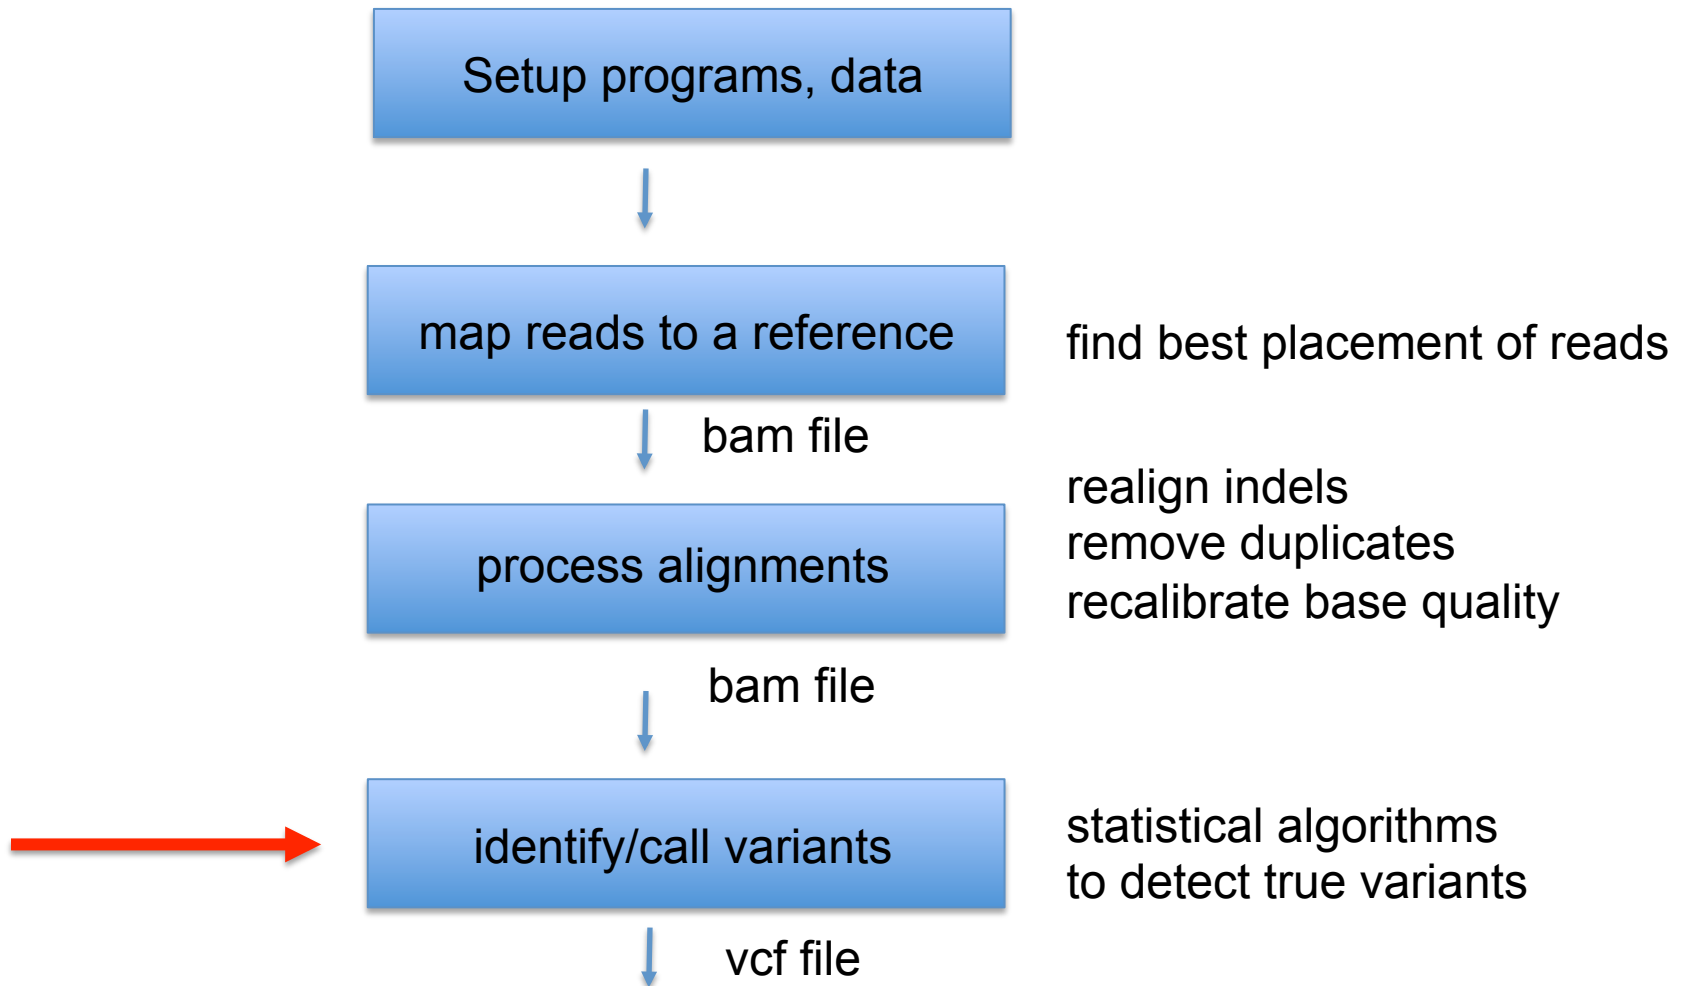 Setup programs, data
map reads to a reference
find best placement of reads
bam file
process alignments
realign indels
remove duplicates
recalibrate base quality
bam file
identify/call variants
statistical algorithms
to detect true variants
vcf file